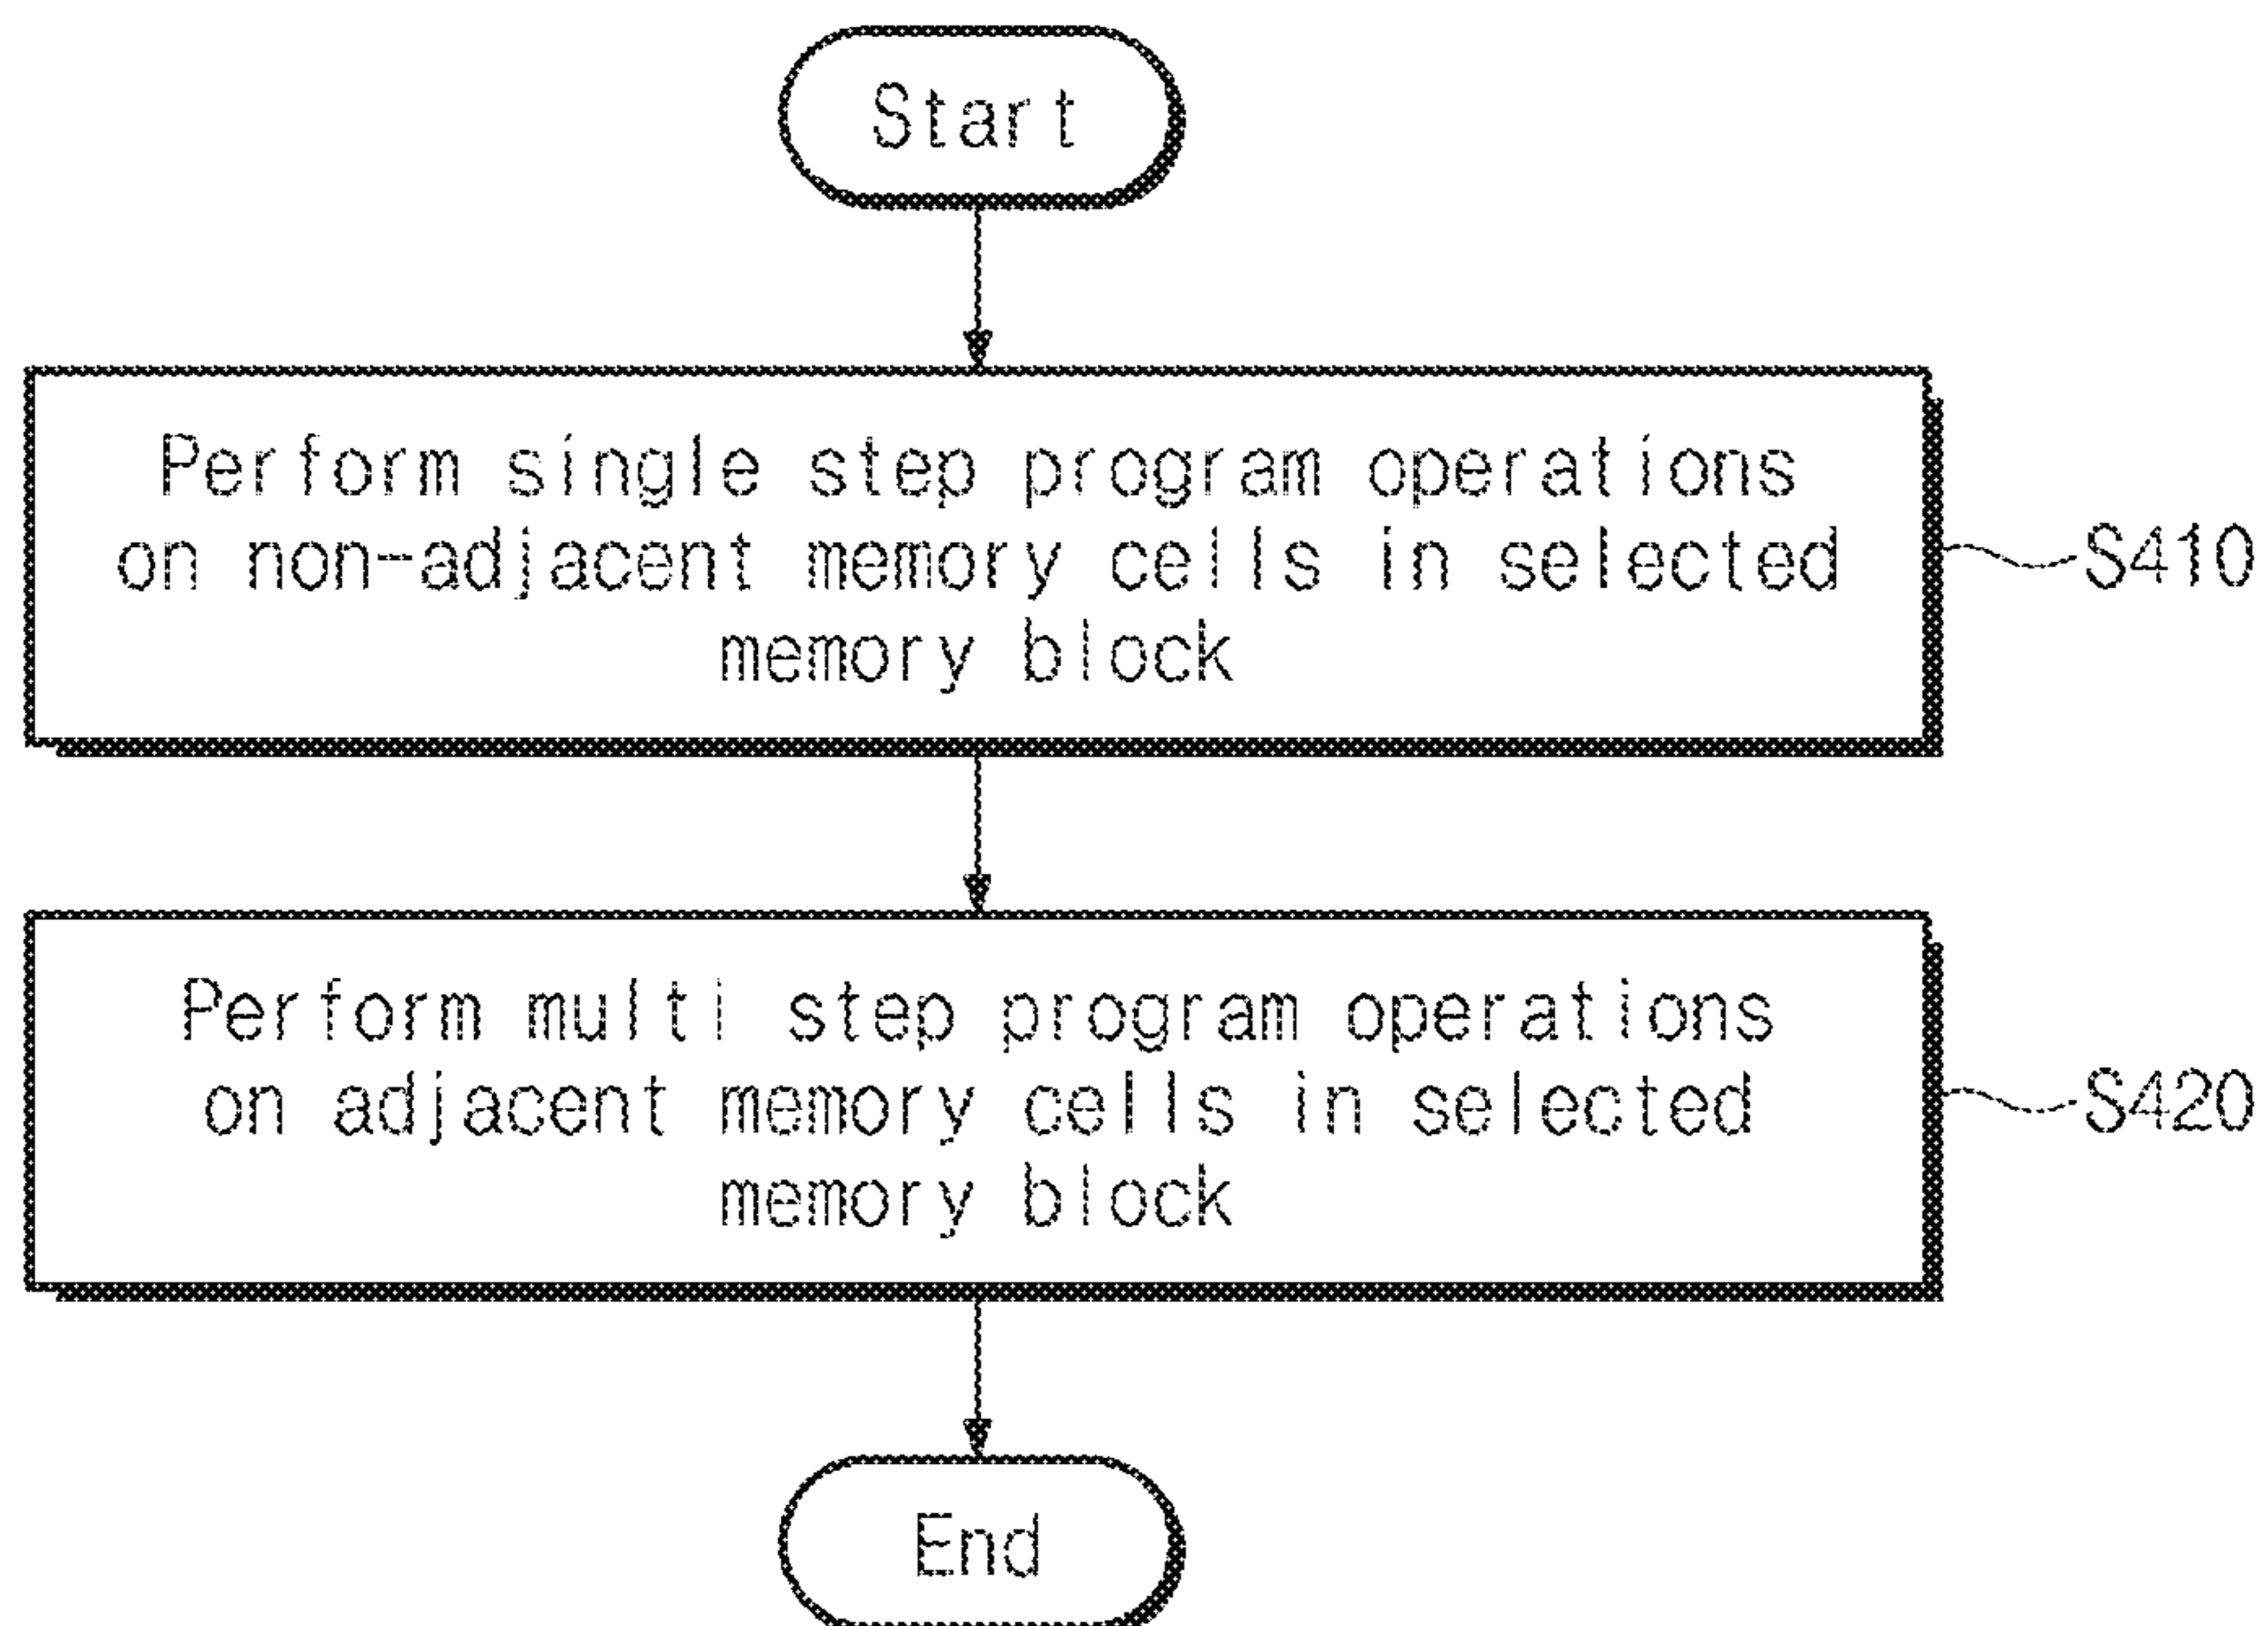 Start
Perform single step program operations
on non-adjacent memory cells in selected
memory block
S410
Perform multi step program operations
on adjacent memory cells in selected
memory block
S420
End